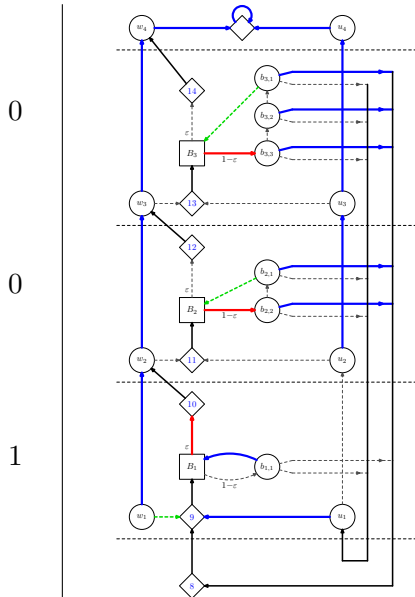 w₄ u₄
14 b₃,₁
0
b₃,₂
ε
B₃ b₃,₃
1−ε
w₃ 13 u₃
12
b₂,₁
0 ε
B₂ b₂,₂
1−ε
w₂ 11 u₂
10
1 ε
B₁ b₁,₁
1−ε
w₁ 9 u₁
8